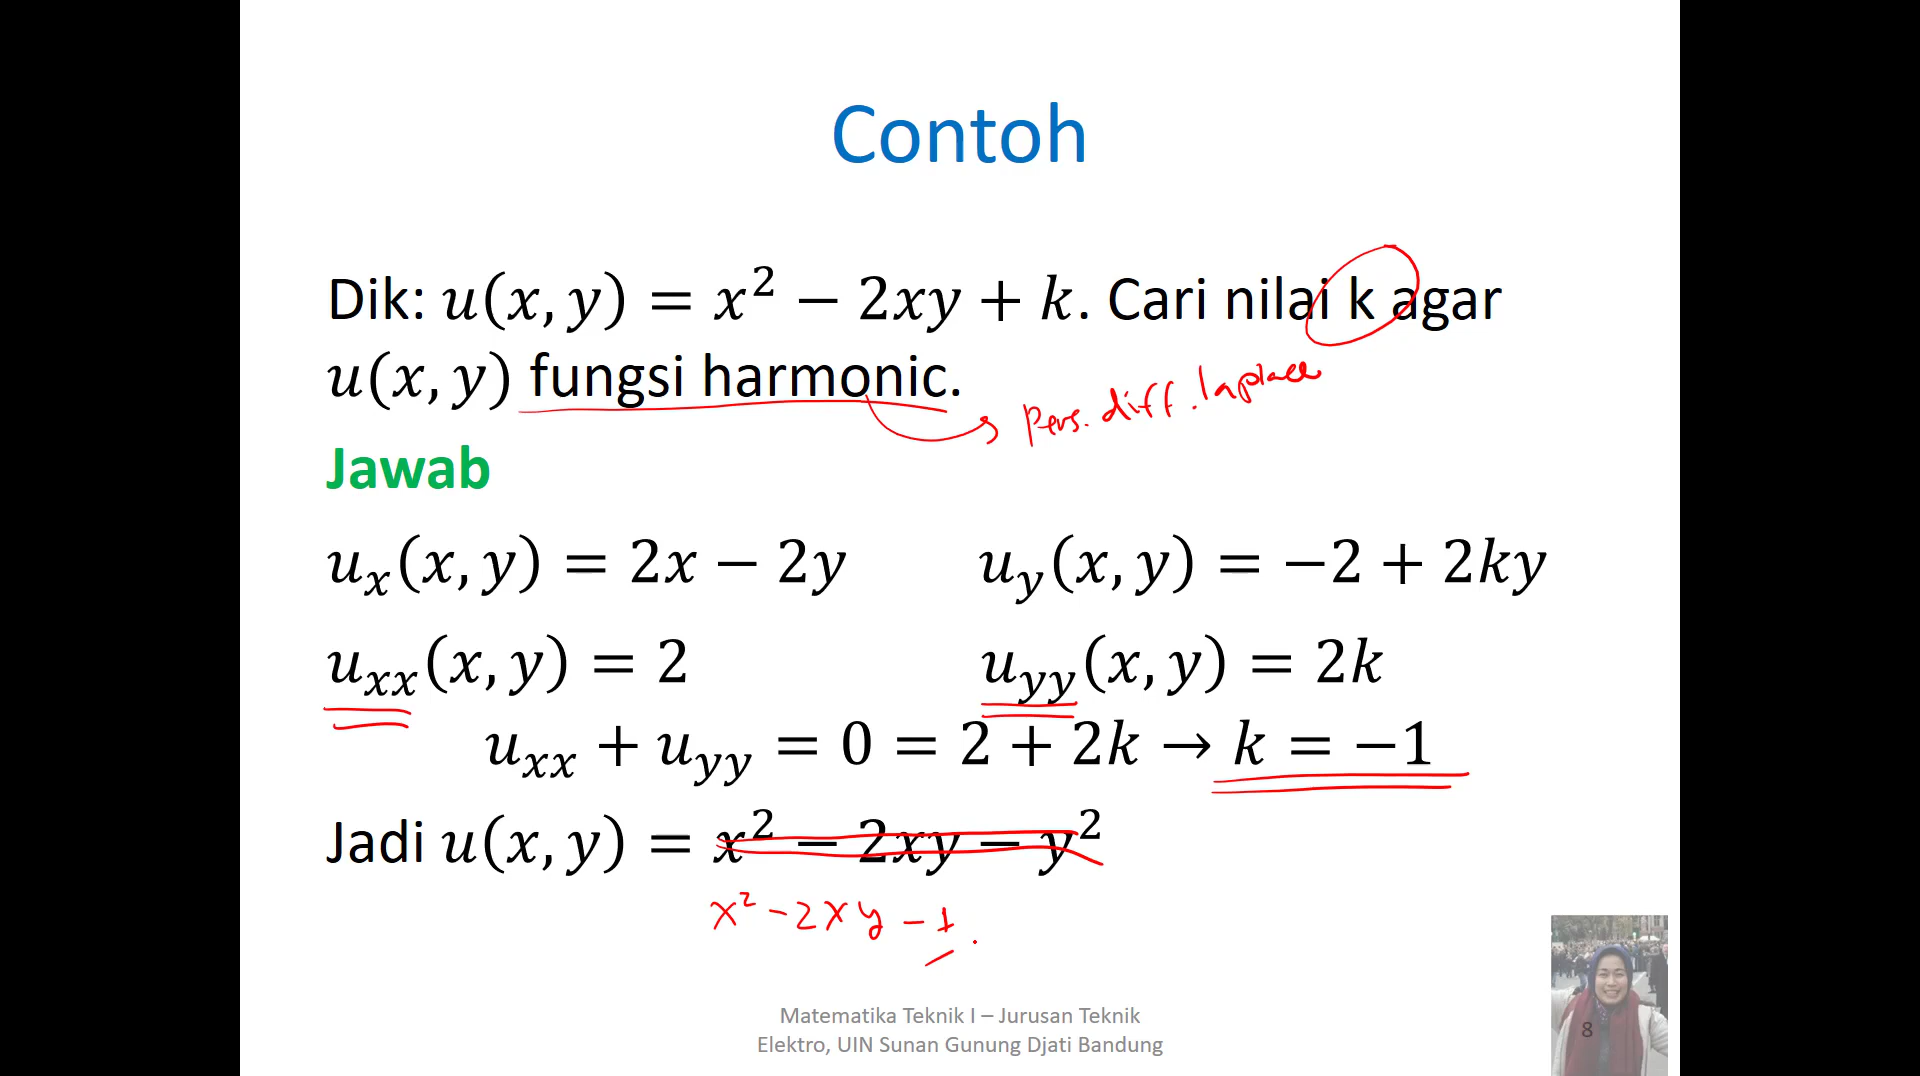 Contoh
Dik: u(x, y) = x² − 2xy + k. Cari nilai k agar
u(x, y) fungsi harmonic.
Pers. diff. laplace
Jawab
uₓ(x, y) = 2x − 2y u_y(x, y) = −2 + 2ky
uₓₓ(x, y) = 2 u_yy(x, y) = 2k
uₓₓ + u_yy = 0 = 2 + 2k → k = −1
Jadi u(x, y) = x² − 2xy − y²
x² − 2xy − 1.
Matematika Teknik I – Jurusan Teknik
Elektro, UIN Sunan Gunung Djati Bandung
8